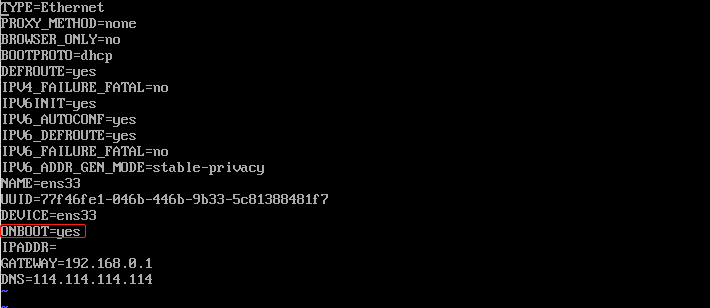 TYPE=Ethernet
PROXY_METHOD=none
BROWSER_ONLY=no
BOOTPROTO=dhcp
DEFROUTE=yes
IPV4_FAILURE_FATAL=no
IPV6INIT=yes
IPV6_AUTOCONF=yes
IPV6_DEFROUTE=yes
IPV6_FAILURE_FATAL=no
IPV6_ADDR_GEN_MODE=stable-privacy
NAME=ens33
UUID=77f46fe1-046b-446b-9b33-5c81388481f7
DEVICE=ens33
ONBOOT=yes
IPADDR=
GATEWAY=192.168.0.1
DNS=114.114.114.114
~
~